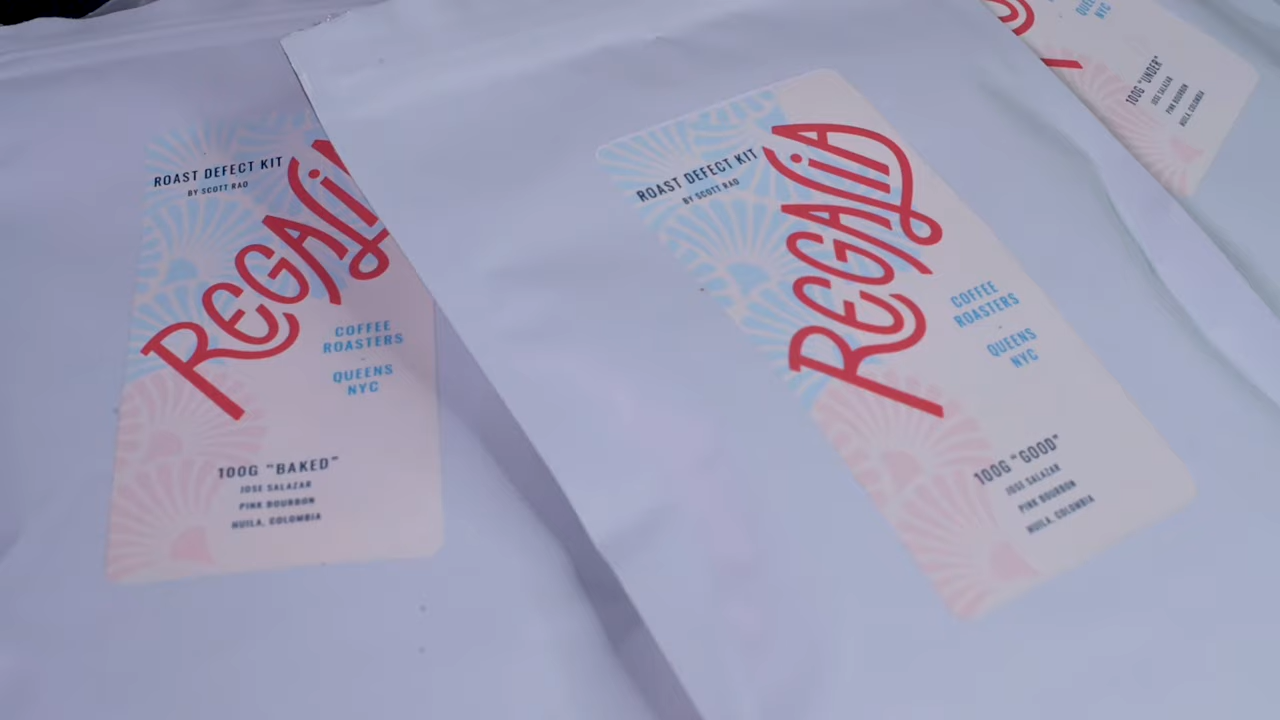 ROAST DEFECT KIT
BY SCOTT RAO
REGALIA
COFFEE
ROASTERS
QUEENS
NYC
100G "BAKED"
JOSE SALAZAR
PINK BOURBON
HUILA, COLOMBIA
ROAST DEFECT KIT
BY SCOTT RAO
REGALIA
COFFEE
ROASTERS
QUEENS
NYC
100G "GOOD"
JOSE SALAZAR
PINK BOURBON
HUILA, COLOMBIA
NYC
100G "UNDER"
JOSE SALAZAR
PINK BOURBON
HUILA, COLOMBIA